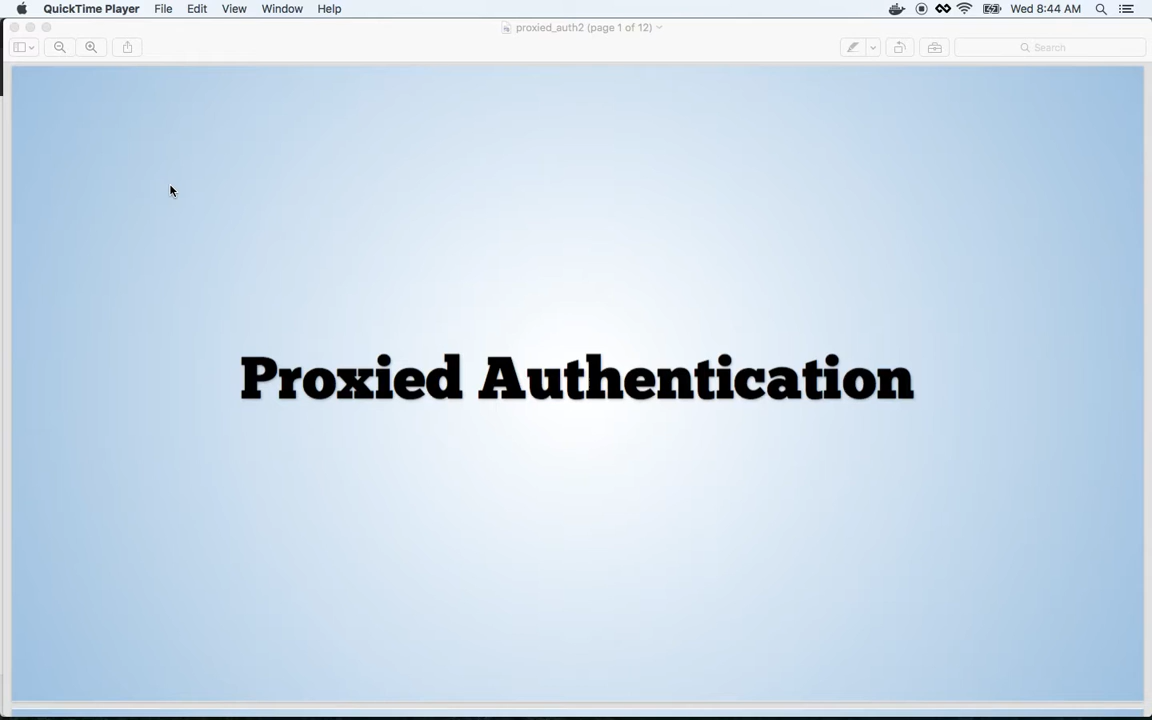 QuickTime Player File Edit View Window Help Wed 8:44 AM
proxied_auth2 (page 1 of 12)
Search
Proxied Authentication